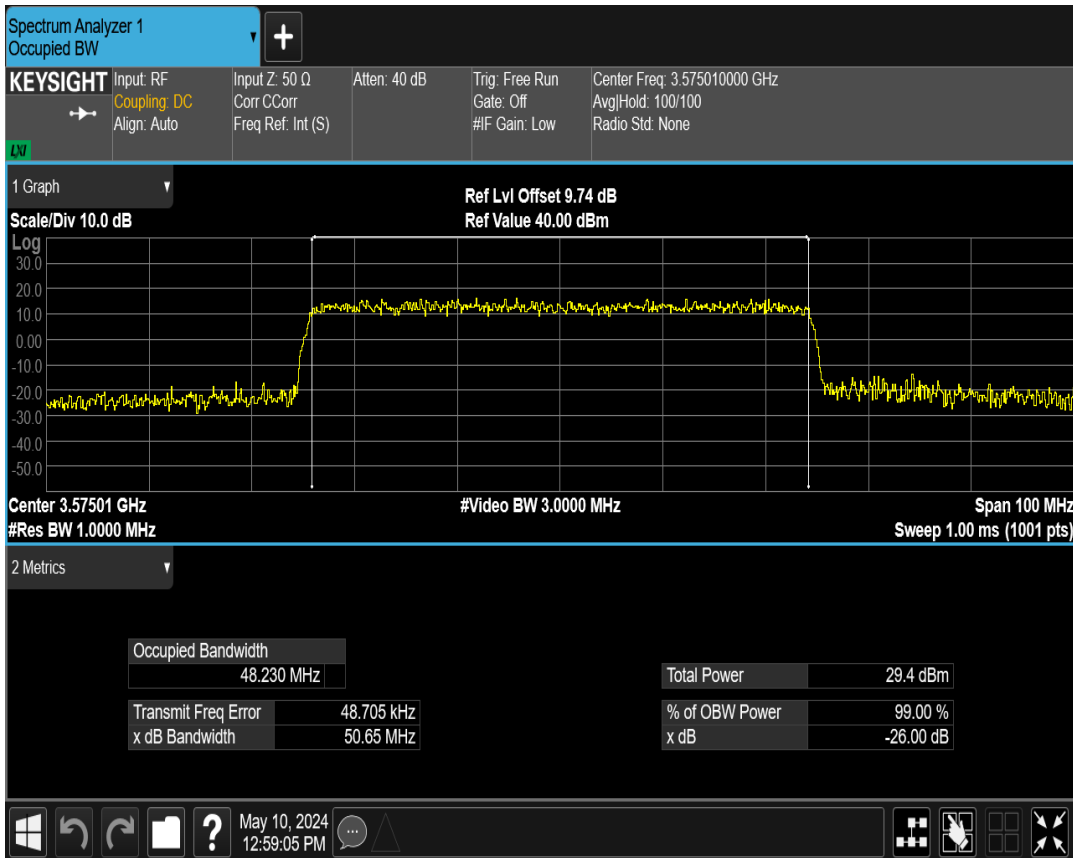 Spectrum Analyzer 1
Occupied BW
KEYSIGHT
LXI
Input: RF
Coupling: DC
Align: Auto
Input Z: 50 Ω
Corr CCorr
Freq Ref: Int (S)
Atten: 40 dB
Trig: Free Run
Gate: Off
#IF Gain: Low
Center Freq: 3.575010000 GHz
Avg|Hold: 100/100
Radio Std: None
1 Graph
Scale/Div 10.0 dB
Ref Lvl Offset 9.74 dB
Ref Value 40.00 dBm
Log
30.0
20.0
10.0
0.00
-10.0
-20.0
-30.0
-40.0
-50.0
Center 3.57501 GHz
#Video BW 3.0000 MHz
Span 100 MHz
#Res BW 1.0000 MHz
Sweep 1.00 ms (1001 pts)
2 Metrics
Occupied Bandwidth
48.230 MHz
Total Power 29.4 dBm
Transmit Freq Error 48.705 kHz
% of OBW Power 99.00 %
x dB Bandwidth 50.65 MHz
x dB -26.00 dB
?
May 10, 2024
12:59:05 PM